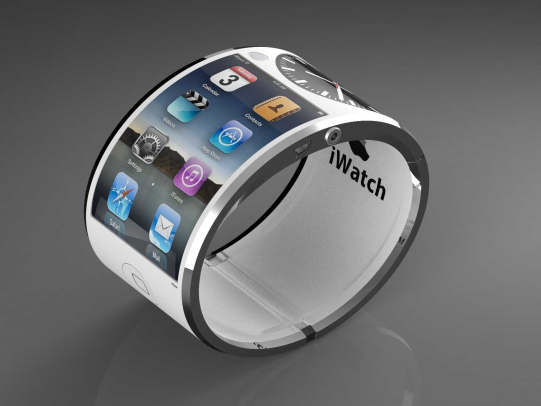 3
Calendar
Contacts
Videos
App Store
Settings
iTunes
Safari
Mail
iWatch